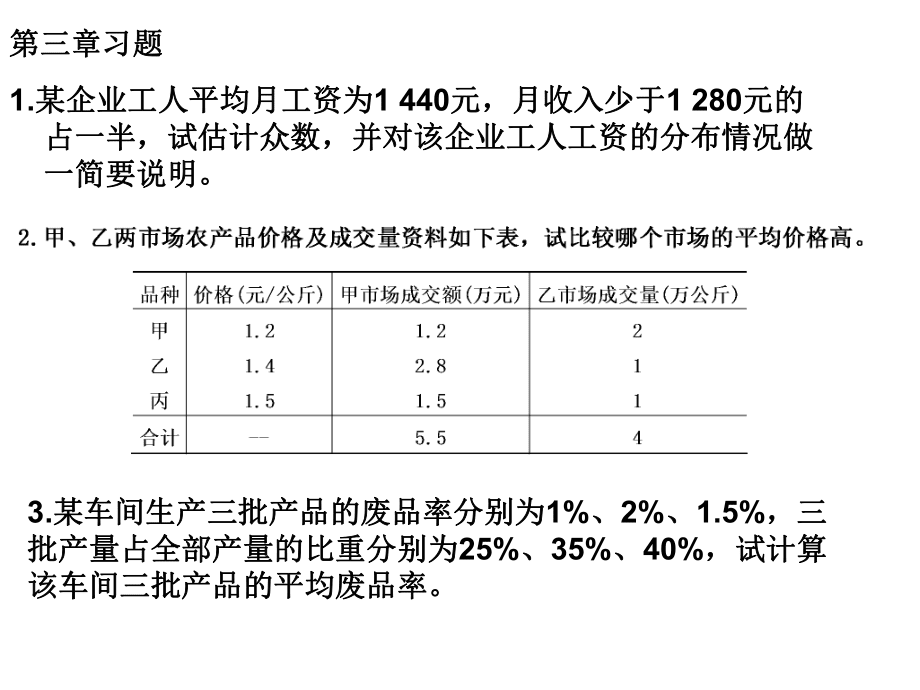 第三章习题
1.某企业工人平均月工资为1 440元，月收入少于1 280元的
占一半，试估计众数，并对该企业工人工资的分布情况做
一简要说明。
2.甲、乙两市场农产品价格及成交量资料如下表，试比较哪个市场的平均价格高。
品种 价格(元/公斤) 甲市场成交额(万元) 乙市场成交量(万公斤)
甲 1.2 1.2 2
乙 1.4 2.8 1
丙 1.5 1.5 1
合计 -- 5.5 4
3.某车间生产三批产品的废品率分别为1%、2%、1.5%，三
批产量占全部产量的比重分别为25%、35%、40%，试计算
该车间三批产品的平均废品率。